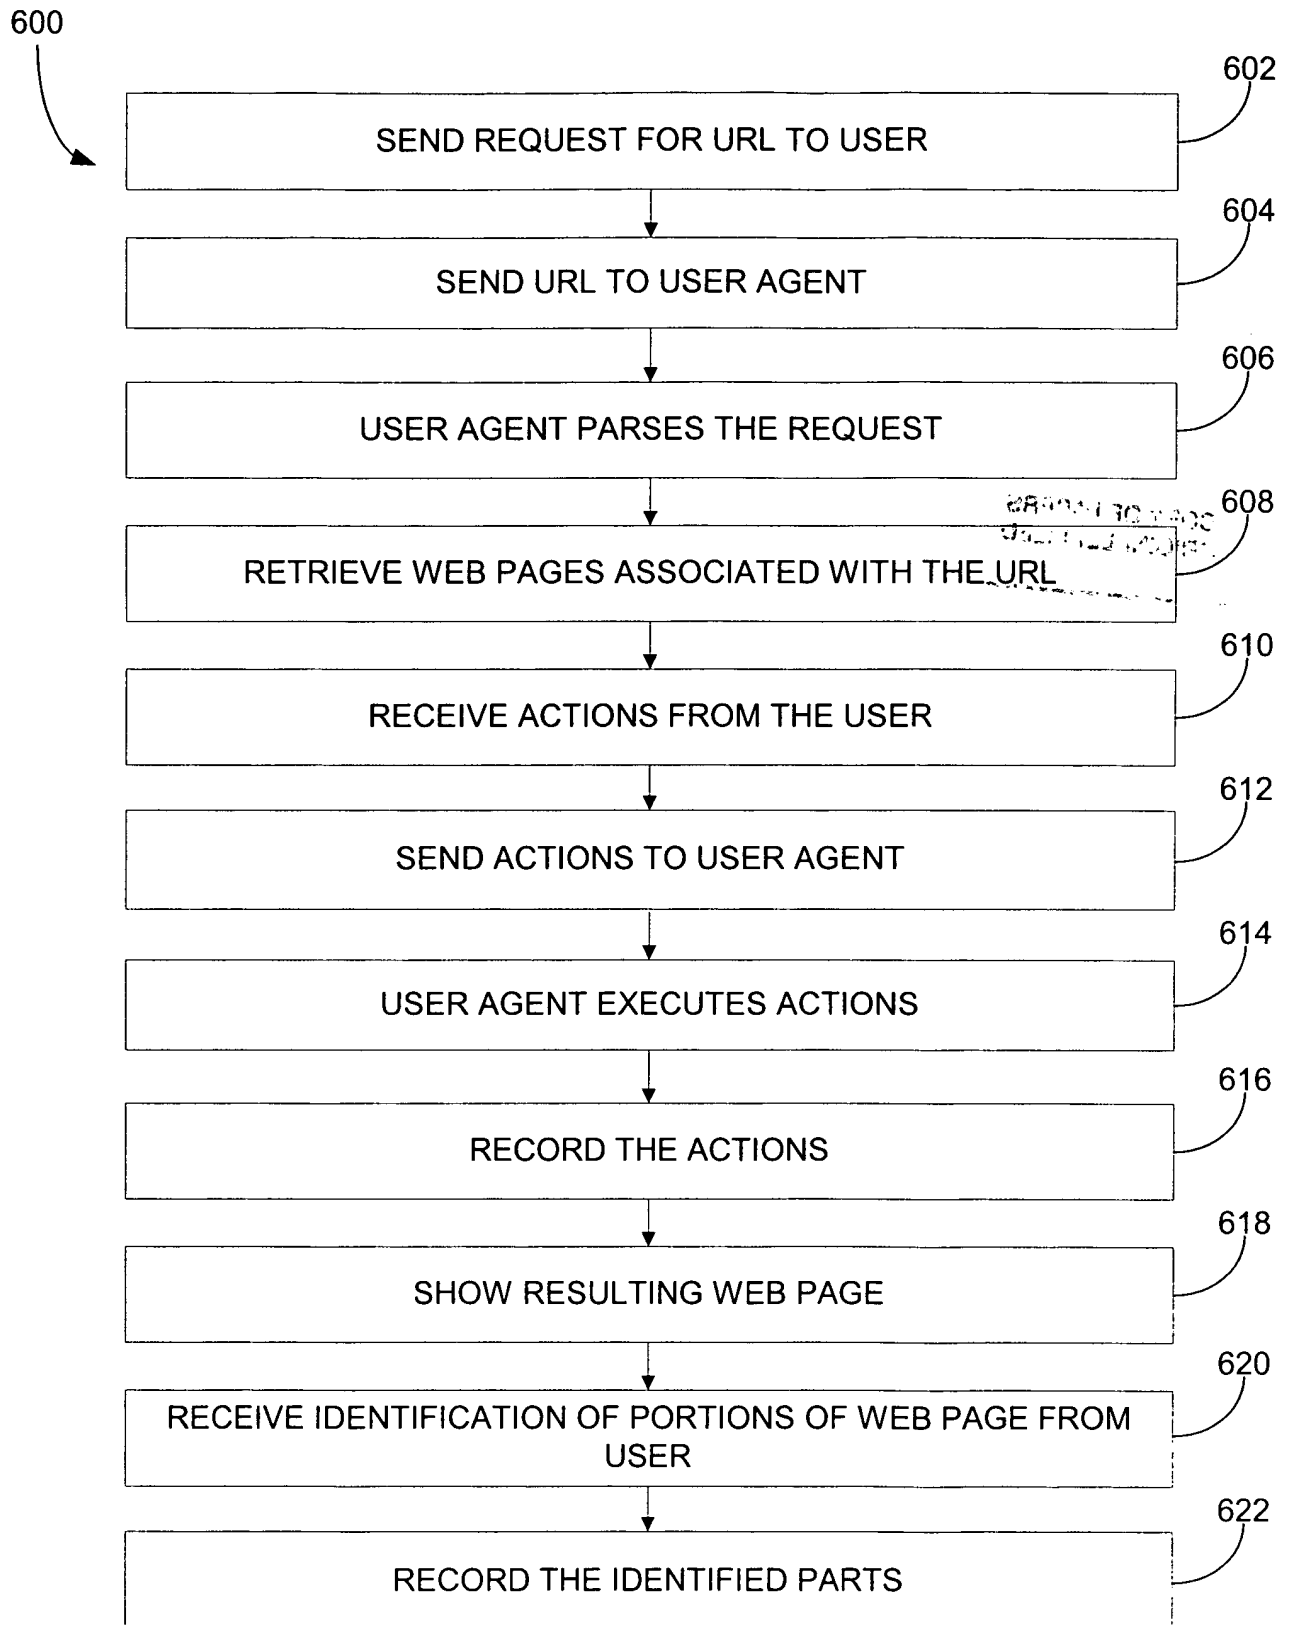 600
602
SEND REQUEST FOR URL TO USER
604
SEND URL TO USER AGENT
606
USER AGENT PARSES THE REQUEST
608
RETRIEVE WEB PAGES ASSOCIATED WITH THE URL
610
RECEIVE ACTIONS FROM THE USER
612
SEND ACTIONS TO USER AGENT
614
USER AGENT EXECUTES ACTIONS
616
RECORD THE ACTIONS
618
SHOW RESULTING WEB PAGE
620
RECEIVE IDENTIFICATION OF PORTIONS OF WEB PAGE FROM
USER
622
RECORD THE IDENTIFIED PARTS